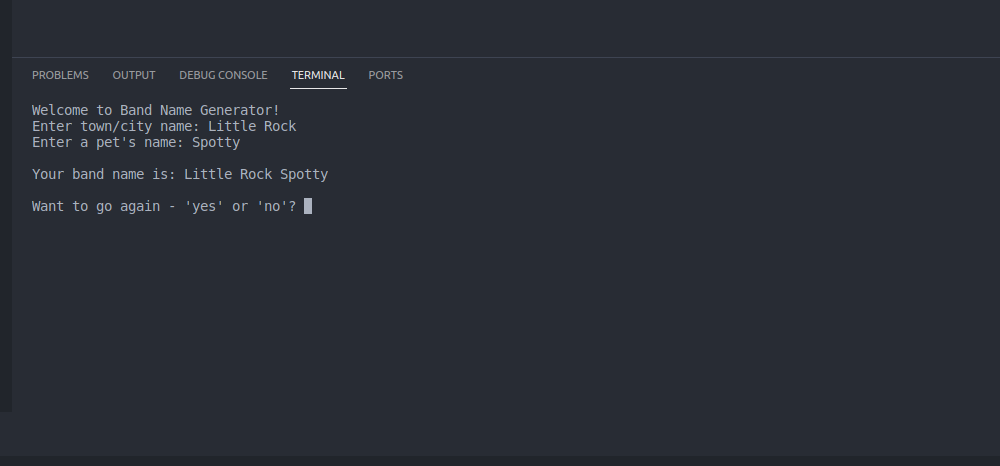 PROBLEMS OUTPUT DEBUG CONSOLE TERMINAL PORTS
Welcome to Band Name Generator!
Enter town/city name: Little Rock
Enter a pet's name: Spotty
Your band name is: Little Rock Spotty
Want to go again - 'yes' or 'no'?